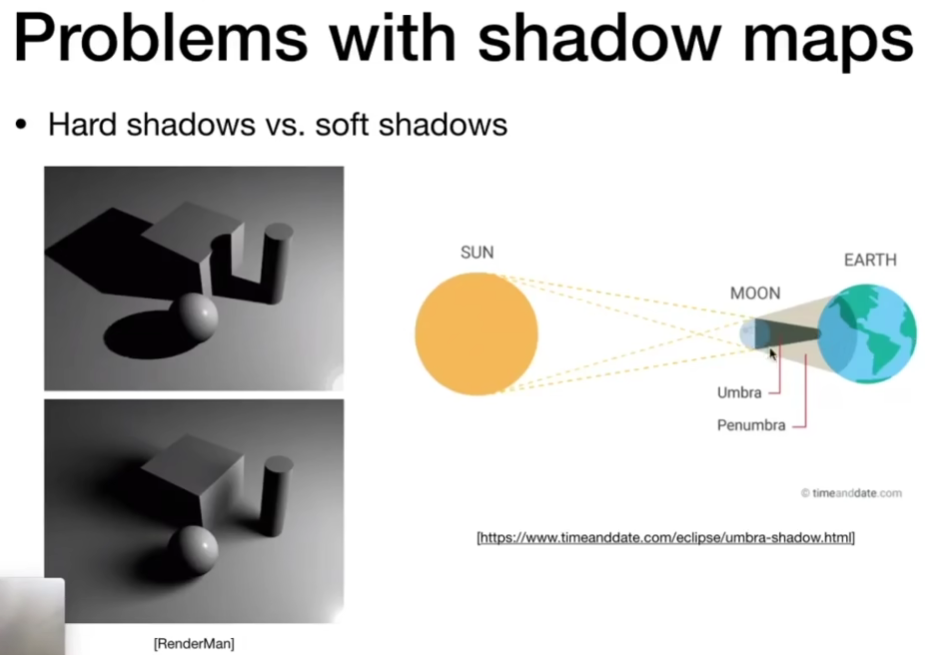 Problems with shadow maps
• Hard shadows vs. soft shadows
SUN
EARTH
MOON
Umbra
Penumbra
© timeanddate.com
[https://www.timeanddate.com/eclipse/umbra-shadow.html]
[RenderMan]